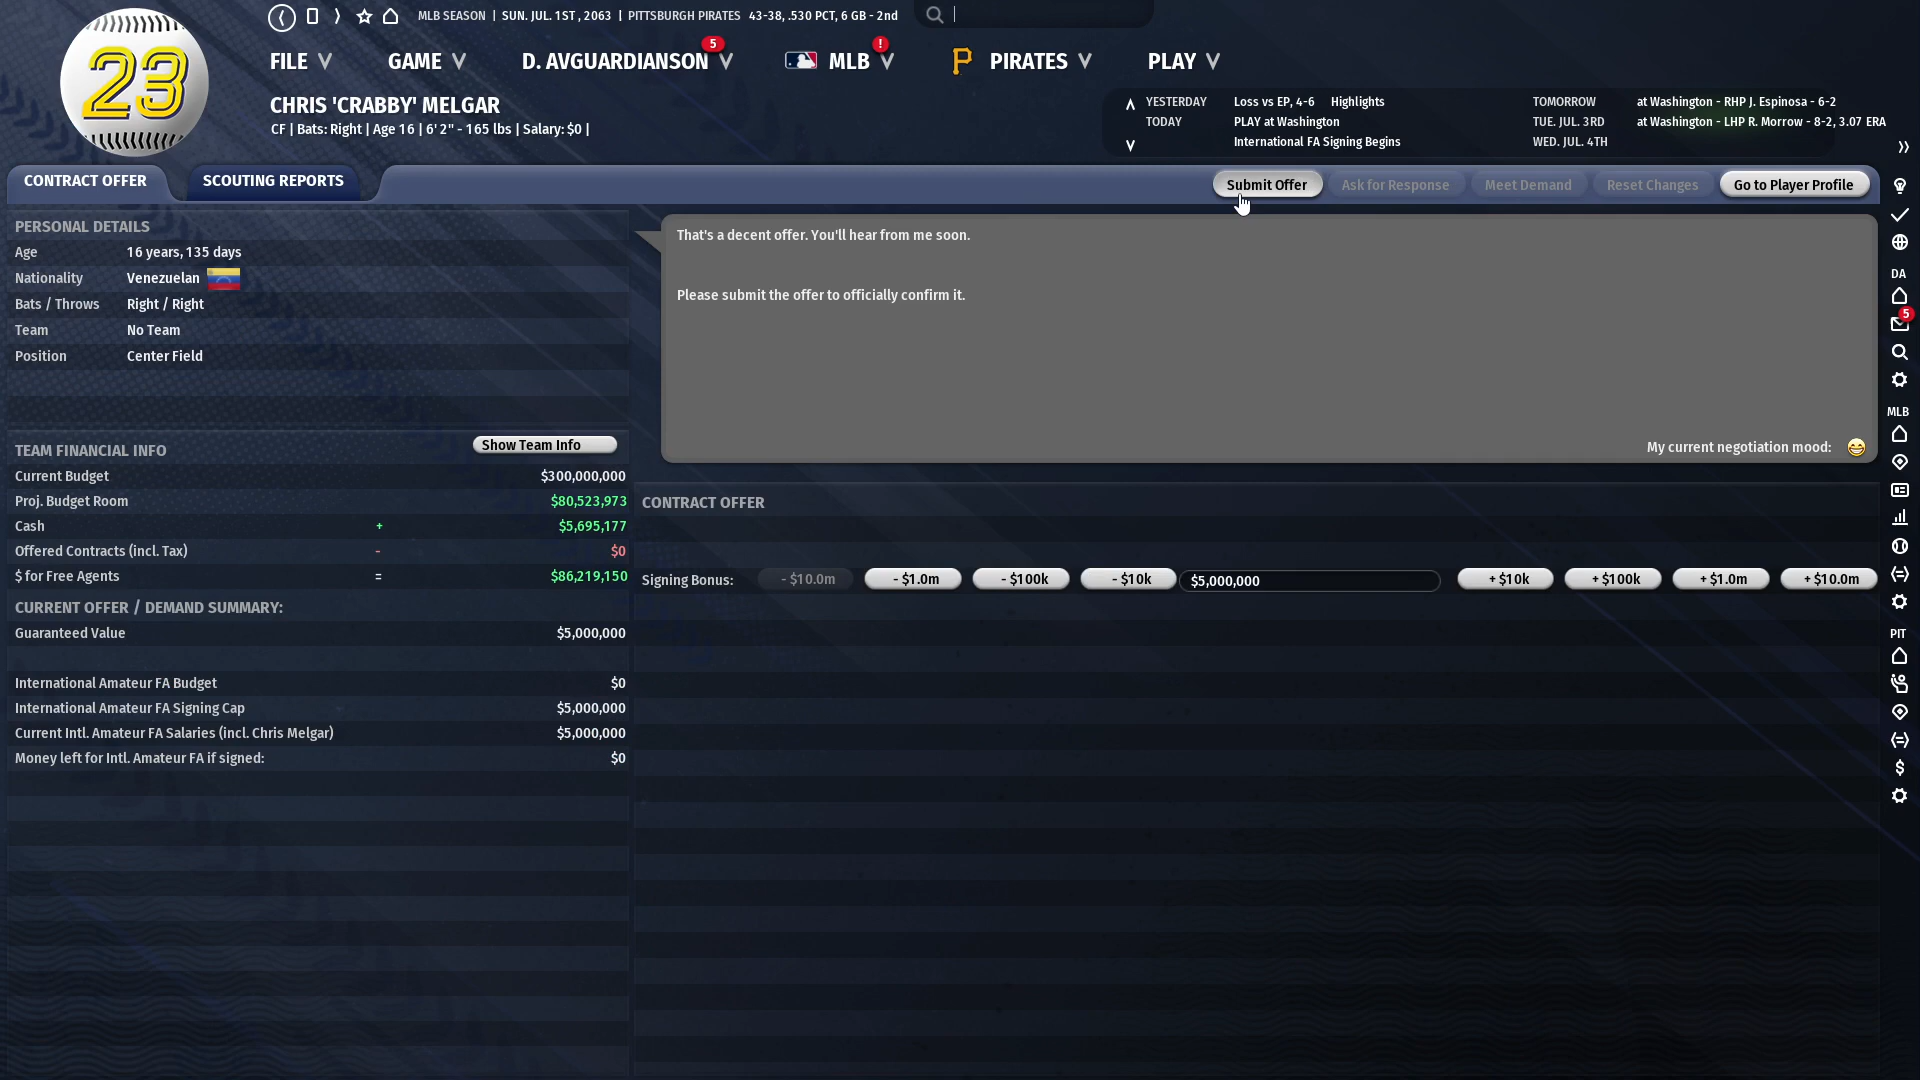 23
MLB SEASON | SUN. JUL. 1ST , 2063 | PITTSBURGH PIRATES 43-38, .530 PCT, 6 GB - 2nd
FILE GAME D. AVGUARDIANSON 5 MLB ! PIRATES PLAY
CHRIS 'CRABBY' MELGAR
CF | Bats: Right | Age 16 | 6' 2" - 165 lbs | Salary: $0 |
YESTERDAY Loss vs EP, 4-6 Highlights TOMORROW at Washington - RHP J. Espinosa - 6-2
TODAY PLAY at Washington TUE. JUL. 3RD at Washington - LHP R. Morrow - 8-2, 3.07 ERA
International FA Signing Begins WED. JUL. 4TH
CONTRACT OFFER SCOUTING REPORTS Submit Offer Ask for Response Meet Demand Reset Changes Go to Player Profile
PERSONAL DETAILS
Age 16 years, 135 days
Nationality Venezuelan
Bats / Throws Right / Right
Team No Team
Position Center Field
That's a decent offer. You'll hear from me soon.
Please submit the offer to officially confirm it.
My current negotiation mood:
TEAM FINANCIAL INFO Show Team Info
Current Budget $300,000,000
Proj. Budget Room $80,523,973
Cash + $5,695,177
Offered Contracts (incl. Tax) - $0
$ for Free Agents = $86,219,150
CURRENT OFFER / DEMAND SUMMARY:
Guaranteed Value $5,000,000
International Amateur FA Budget $0
International Amateur FA Signing Cap $5,000,000
Current Intl. Amateur FA Salaries (incl. Chris Melgar) $5,000,000
Money left for Intl. Amateur FA if signed: $0
CONTRACT OFFER
Signing Bonus: - $10.0m - $1.0m - $100k - $10k $5,000,000 + $10k + $100k + $1.0m + $10.0m
DA
5
MLB
PIT
$